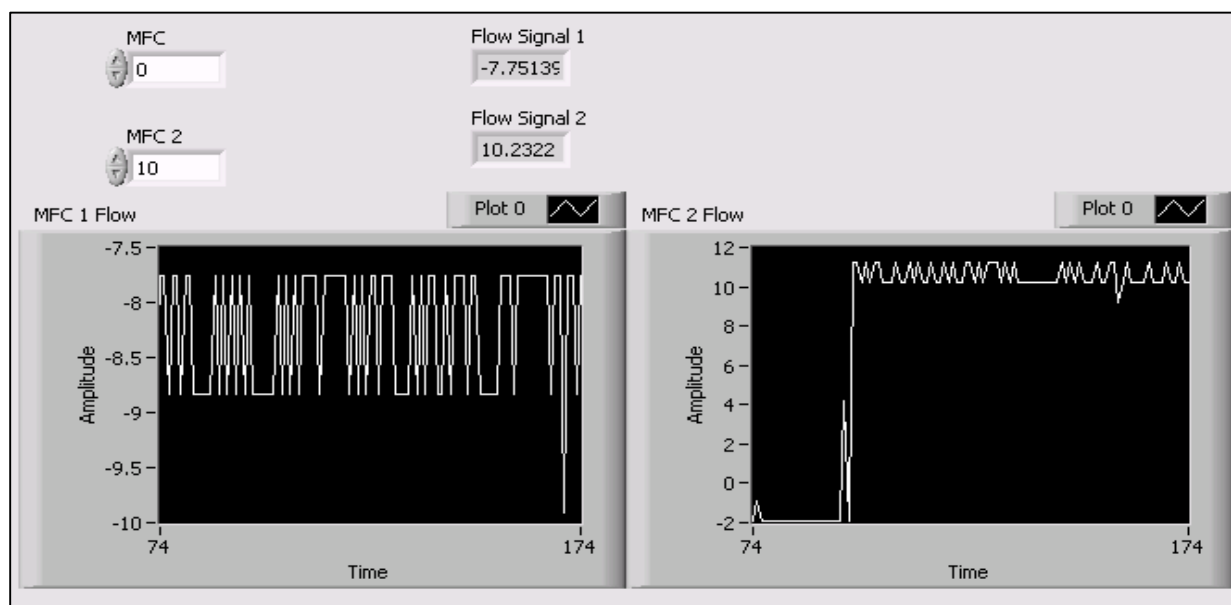 MFC
0
Flow Signal 1
-7.75139
MFC 2
10
Flow Signal 2
10.2322
MFC 1 Flow
Plot 0
-7.5
-8
-8.5
-9
-9.5
-10
Amplitude
74
174
Time
MFC 2 Flow
Plot 0
12
10
8
6
4
2
0
-2
Amplitude
74
174
Time